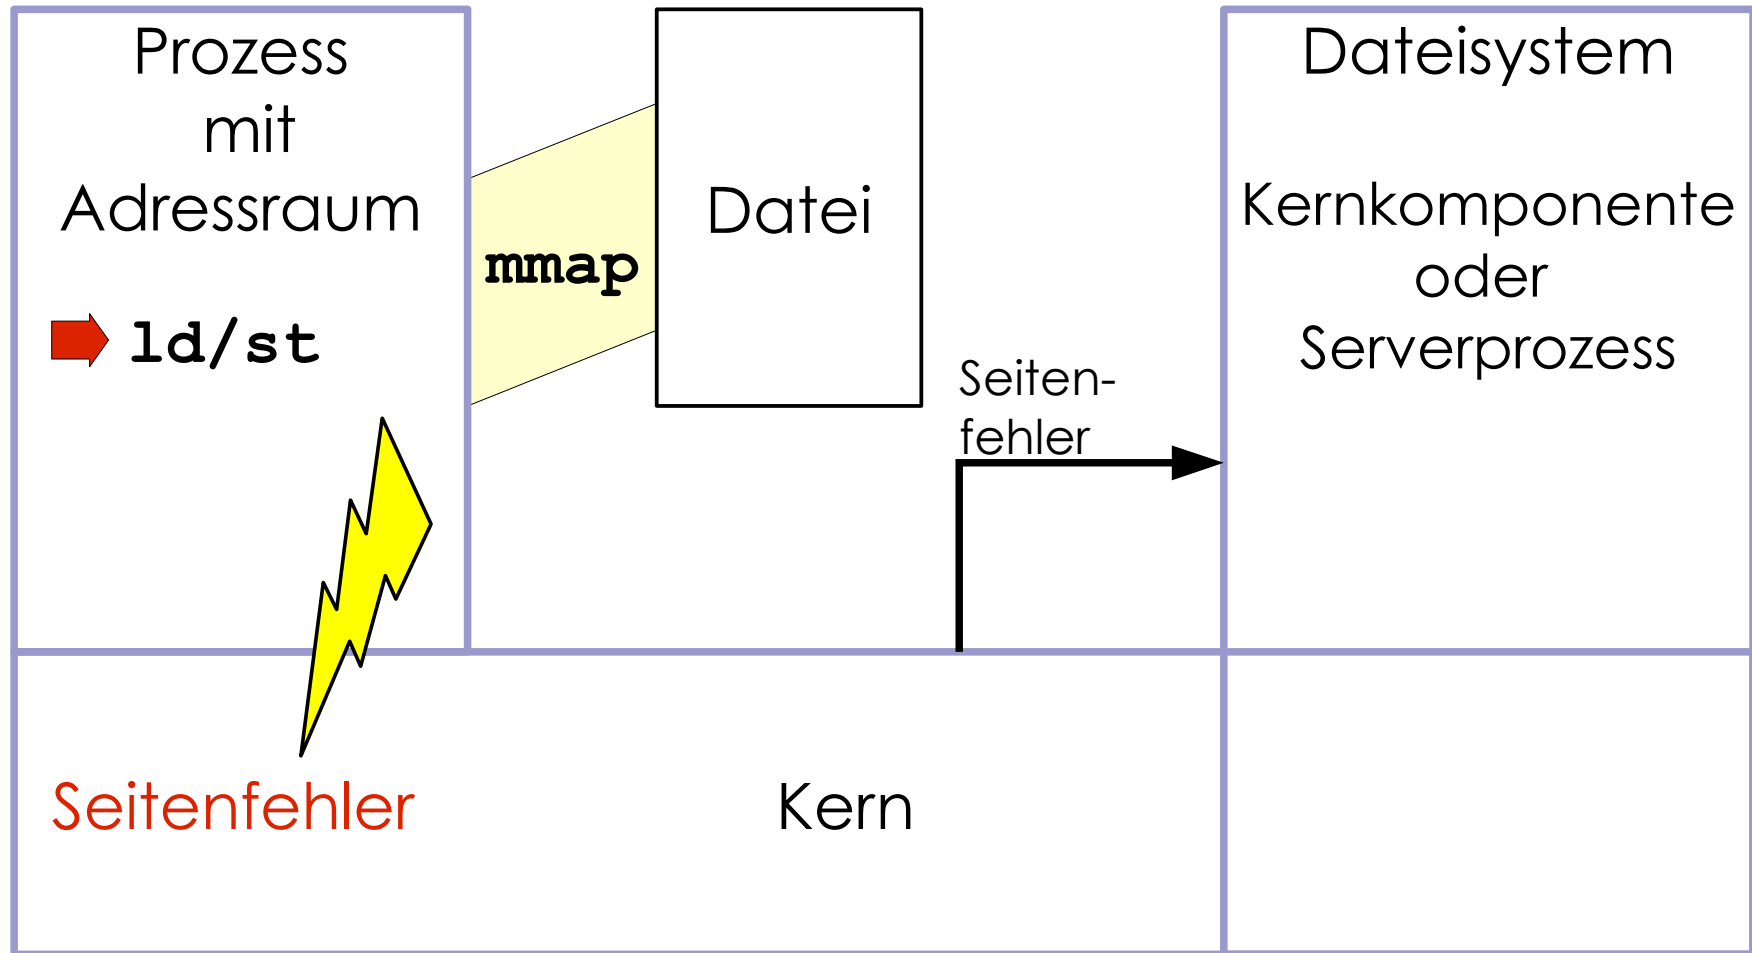 Prozess
mit
Adressraum
ld/st
mmap
Datei
Seiten-
fehler
Dateisystem
Kernkomponente
oder
Serverprozess
Seitenfehler
Kern